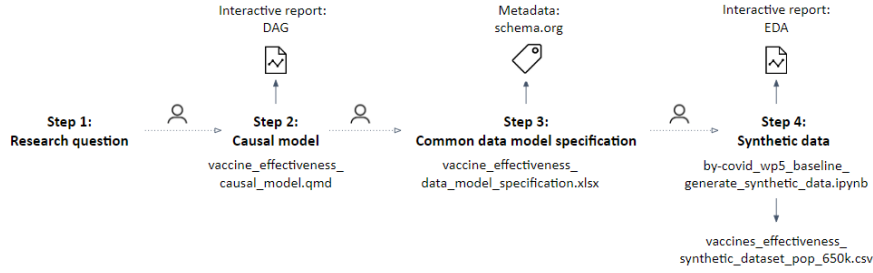 Interactive report:
DAG
Metadata:
schema.org
Interactive report:
EDA
Step 1:
Research question
Step 2:
Causal model
vaccine_effectiveness_
causal_model.qmd
Step 3:
Common data model specification
vaccine_effectiveness_
data_model_specification.xlsx
Step 4:
Synthetic data
by-covid_wp5_baseline_
generate_synthetic_data.ipynb
vaccines_effectiveness_
synthetic_dataset_pop_650k.csv